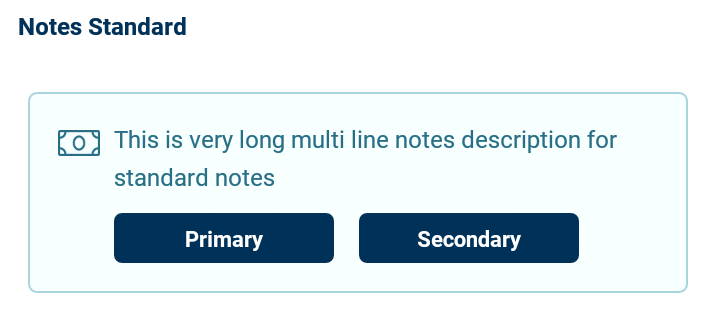 Notes Standard
This is very long multi line notes description for
standard notes
Primary
Secondary